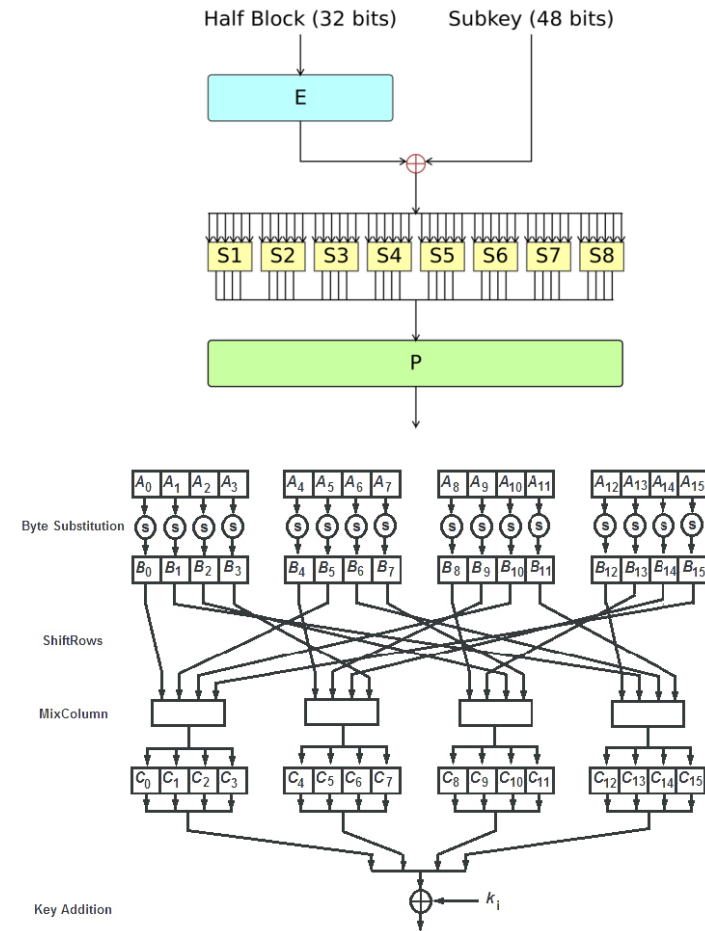 Half Block (32 bits) Subkey (48 bits)
E
S1 S2 S3 S4 S5 S6 S7 S8
P
A0 A1 A2 A3 A4 A5 A6 A7 A8 A9 A10 A11 A12 A13 A14 A15
Byte Substitution S S S S S S S S S S S S S S S S
B0 B1 B2 B3 B4 B5 B6 B7 B8 B9 B10 B11 B12 B13 B14 B15
ShiftRows
MixColumn
C0 C1 C2 C3 C4 C5 C6 C7 C8 C9 C10 C11 C12 C13 C14 C15
ki
Key Addition